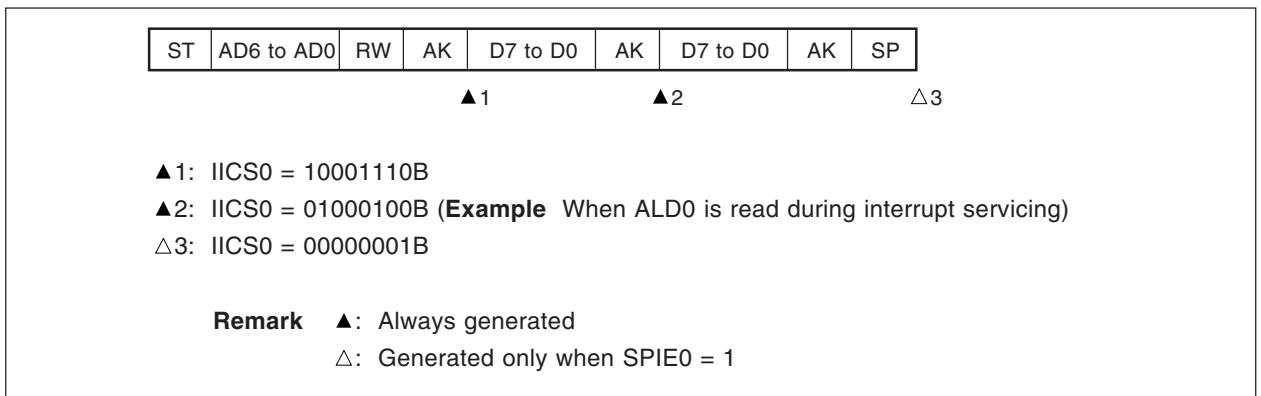 ST AD6 to AD0 RW AK D7 to D0 AK D7 to D0 AK SP
▲1 ▲2 △3
▲1: IICS0 = 10001110B
▲2: IICS0 = 01000100B (Example When ALD0 is read during interrupt servicing)
△3: IICS0 = 00000001B
Remark ▲: Always generated
△: Generated only when SPIE0 = 1